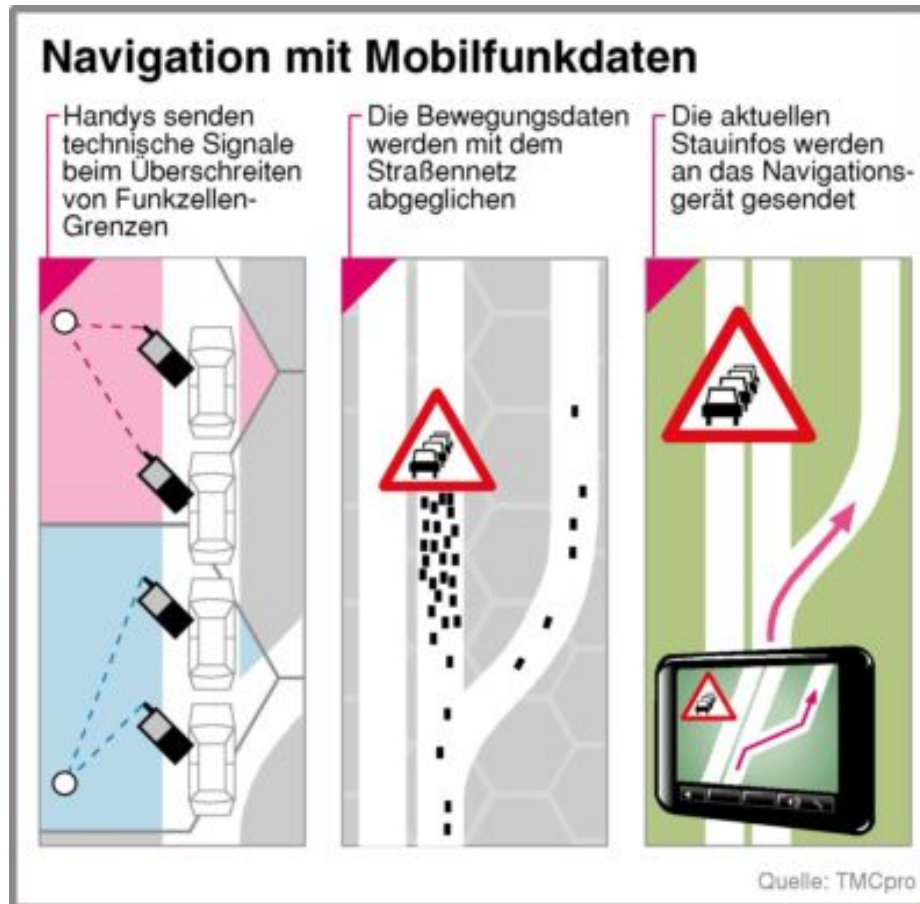 Navigation mit Mobilfunkdaten
Handys senden
technische Signale
beim Überschreiten
von Funkzellen-
Grenzen
Die Bewegungsdaten
werden mit dem
Straßennetz
abgeglichen
Die aktuellen
Stauinfos werden
an das Navigations-
gerät gesendet
Quelle: TMCpro